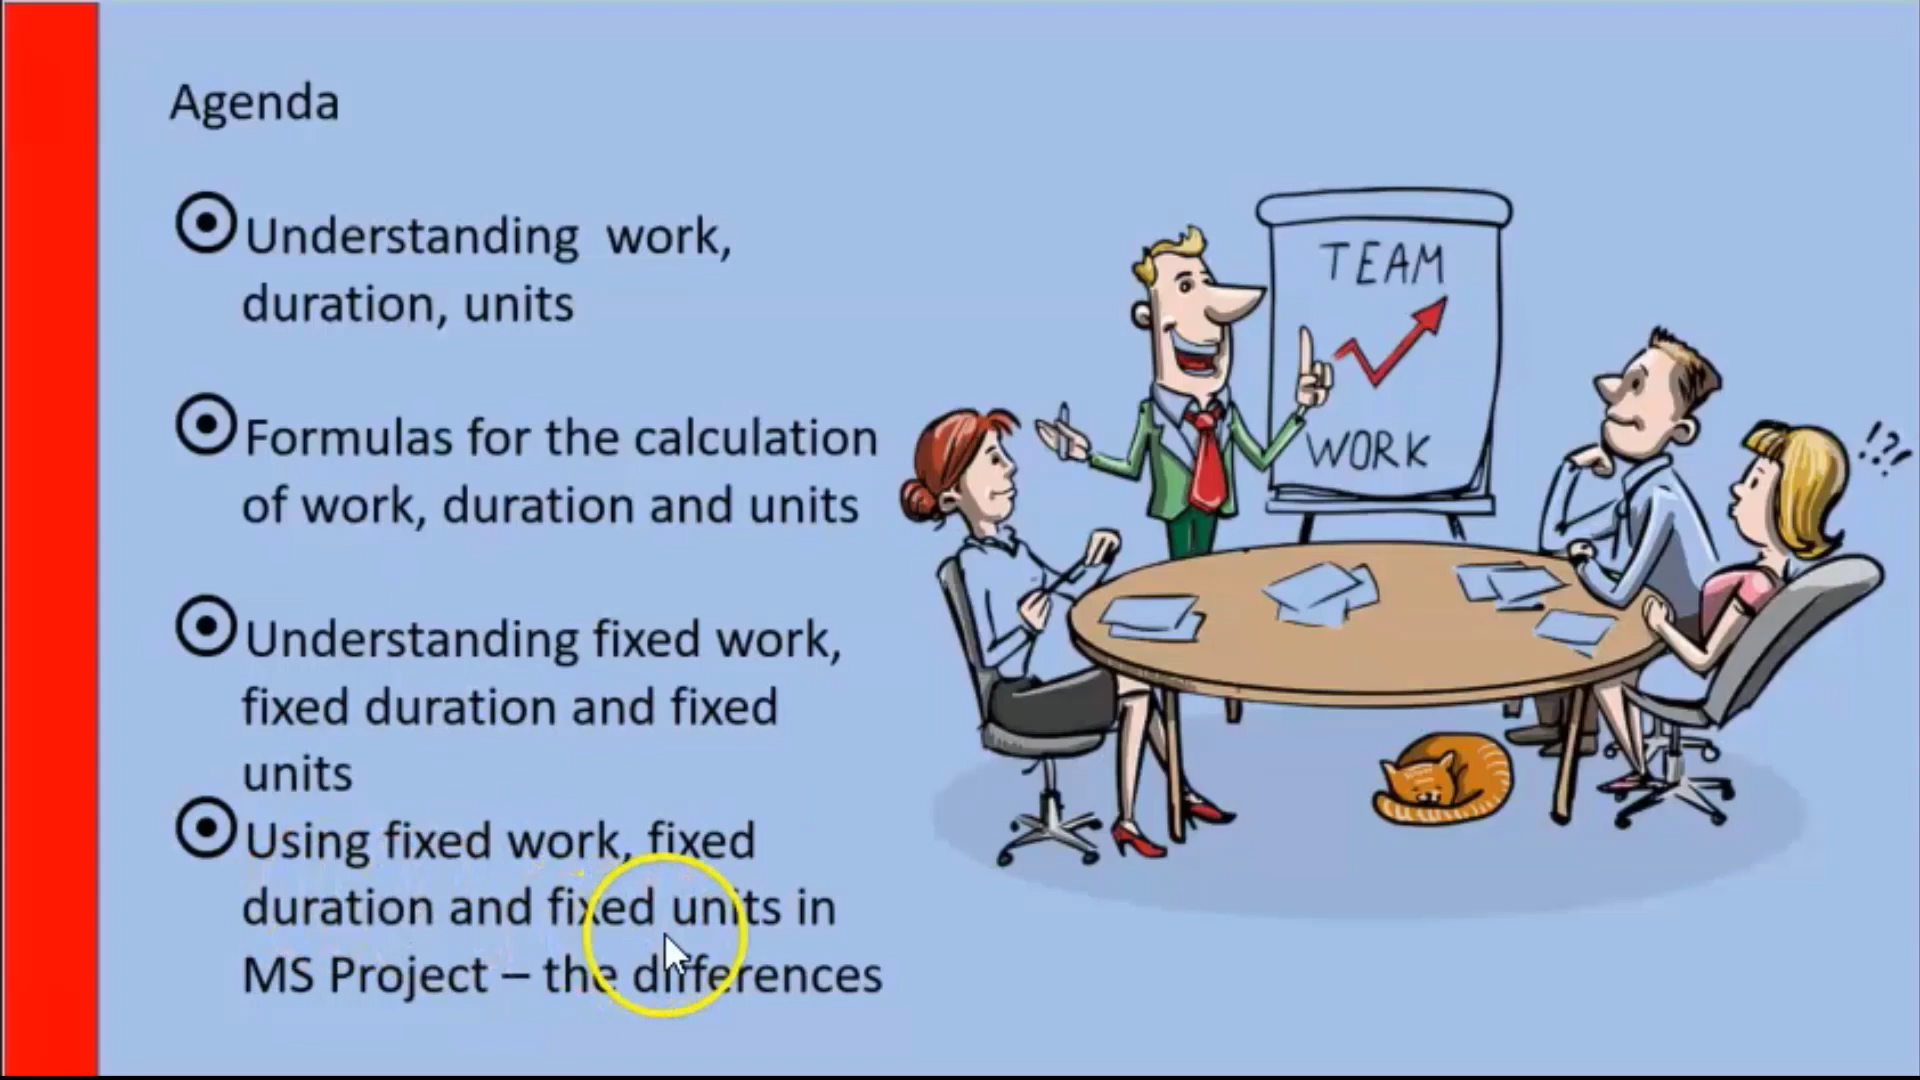 Agenda
Understanding work,
duration, units
Formulas for the calculation
of work, duration and units
Understanding fixed work,
fixed duration and fixed
units
Using fixed work, fixed
duration and fixed units in
MS Project – the differences
TEAM
WORK
!?!